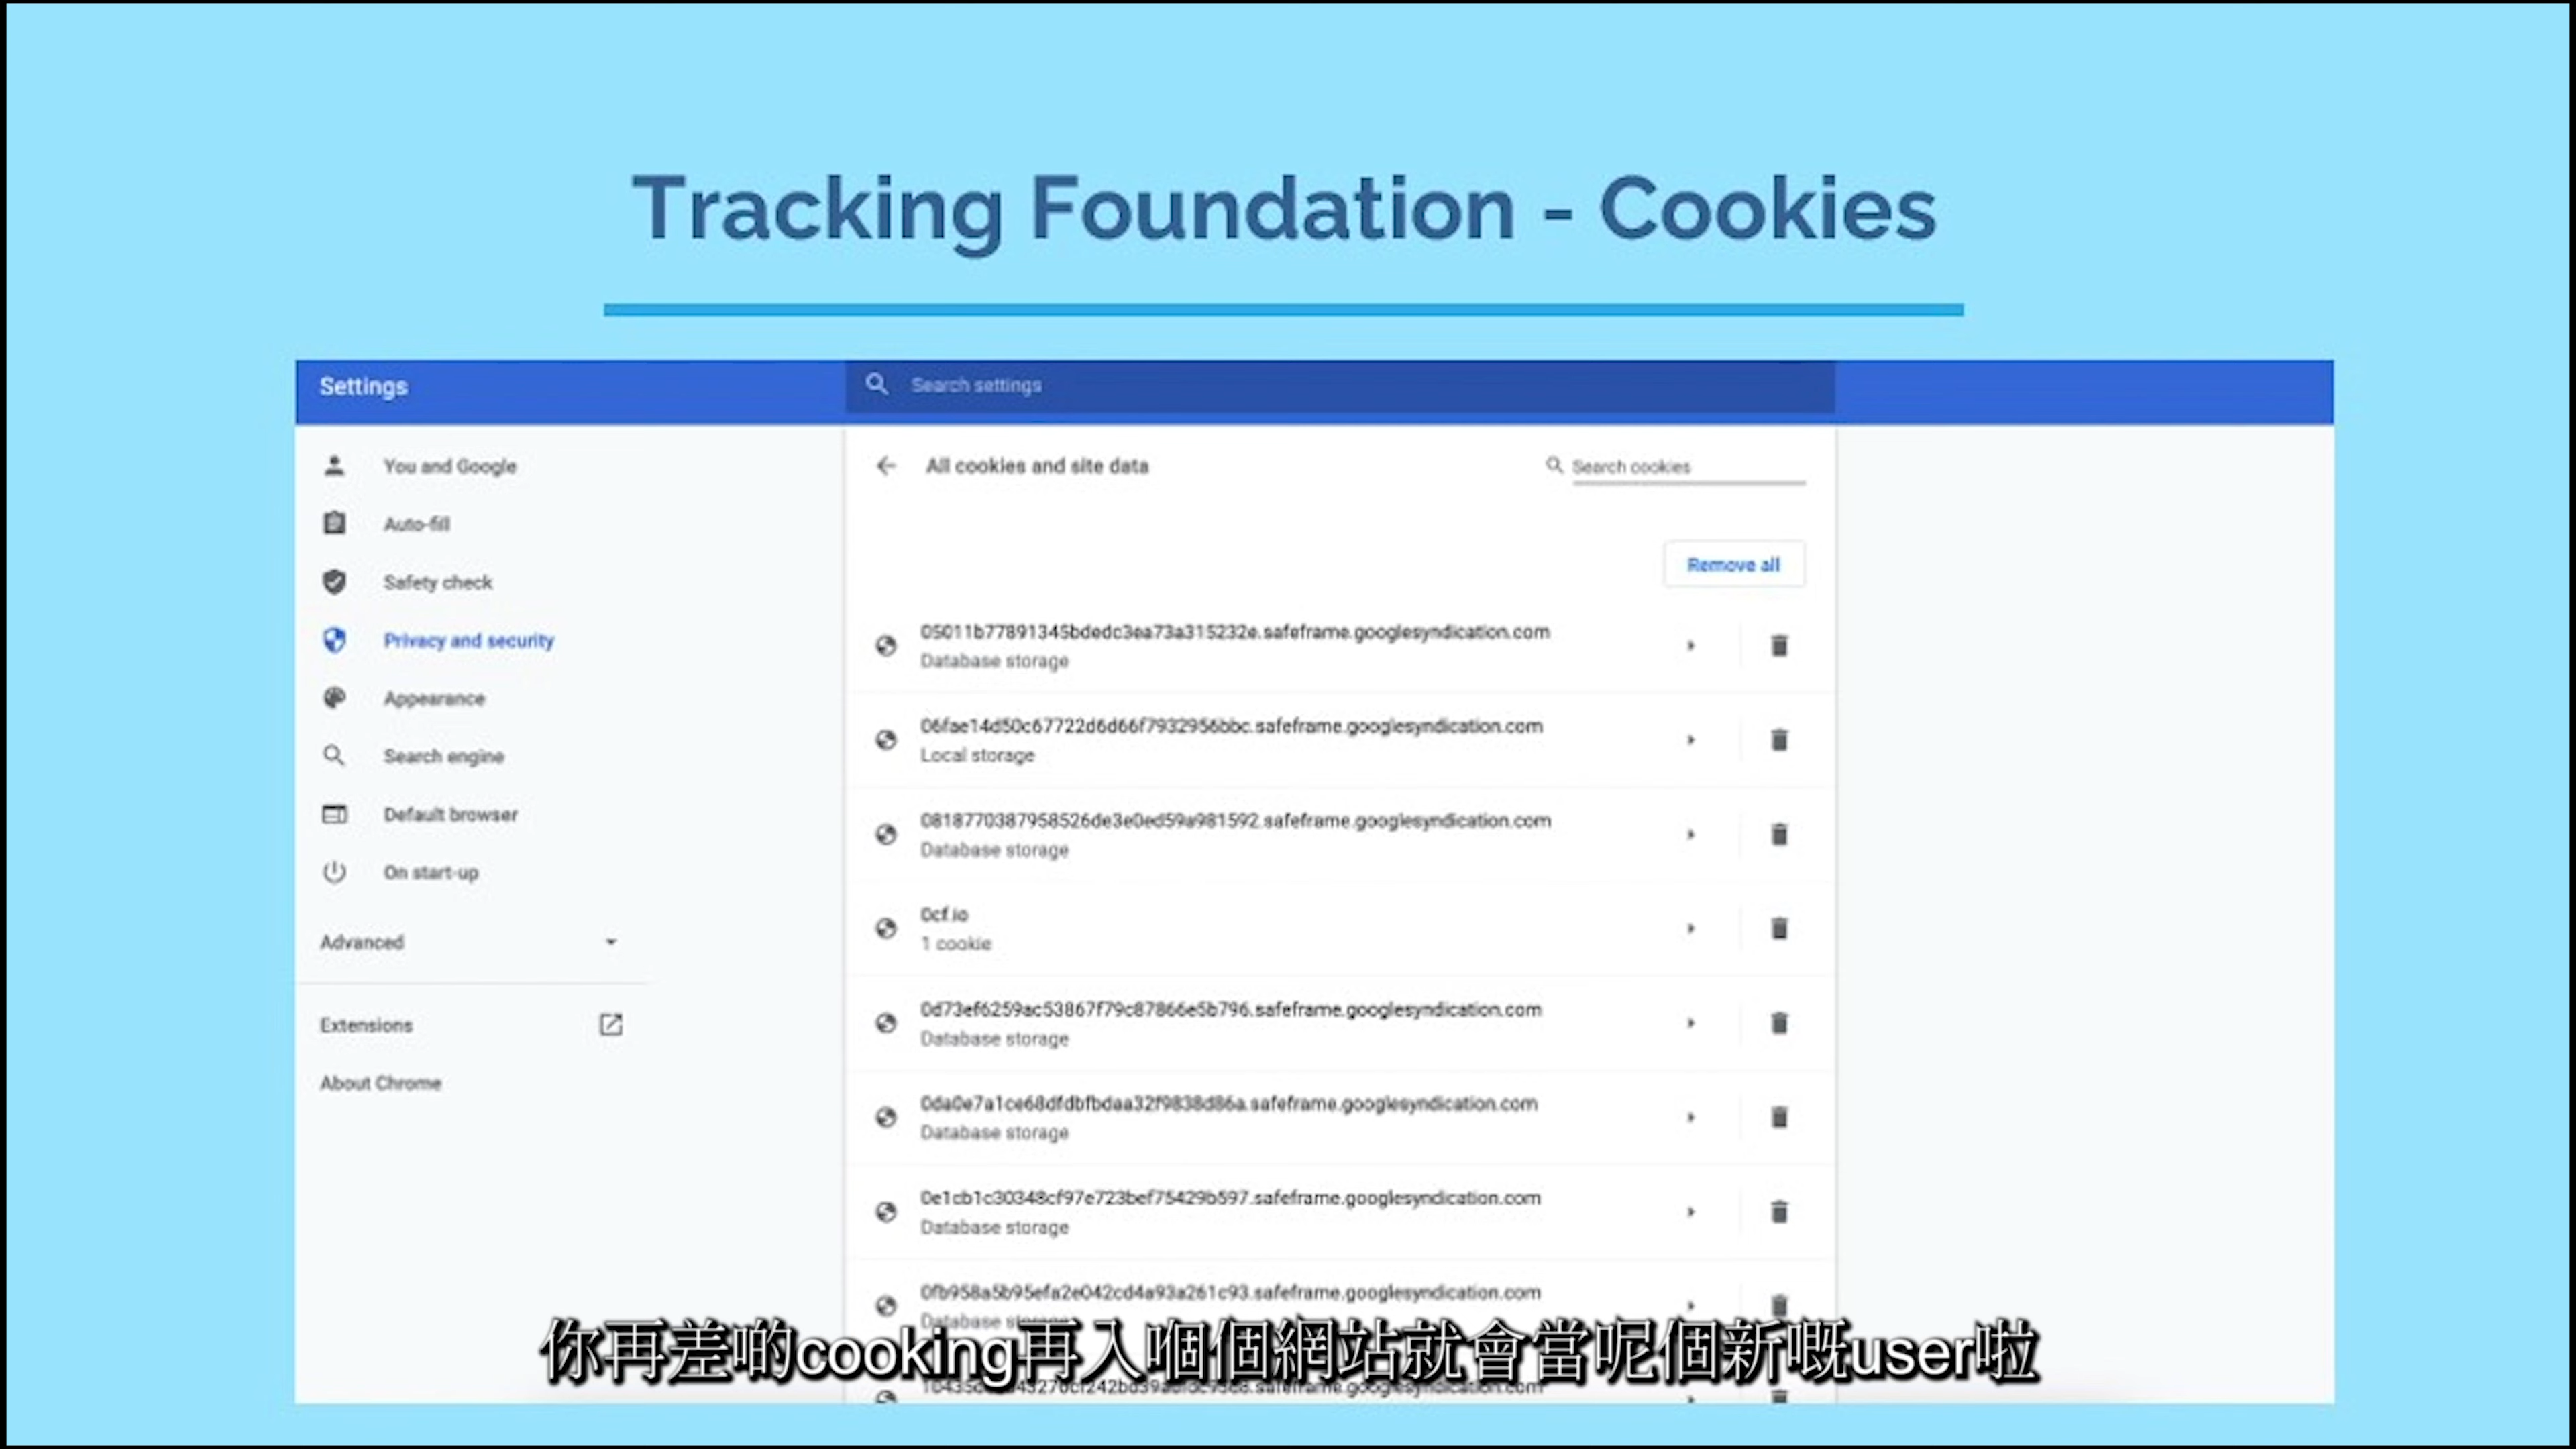 Tracking Foundation - Cookies
Settings
Search settings
You and Google
Auto-fill
Safety check
Privacy and security
Appearance
Search engine
Default browser
On start-up
Advanced
Extensions
About Chrome
All cookies and site data
Search cookies
Remove all
05011b77891345bdedc3ea73a315232e.safeframe.googlesyndication.com
Database storage
06fae14d50c67722d6d66f7932956bbc.safeframe.googlesyndication.com
Local storage
0818770387958526de3e0ed59a981592.safeframe.googlesyndication.com
Database storage
0cf.io
1 cookie
0d73ef6259ac53867f79c87866e5b796.safeframe.googlesyndication.com
Database storage
0da0e7a1ce68dfdbfbdaa32f9838d86a.safeframe.googlesyndication.com
Database storage
0e1cb1c30348cf97e723bef75429b597.safeframe.googlesyndication.com
Database storage
0fb958a5b95efa2e042cd4a93a261c93.safeframe.googlesyndication.com
Database storage
你再差啲cooking再入嗰個網站就會當呢個新嘅user啦